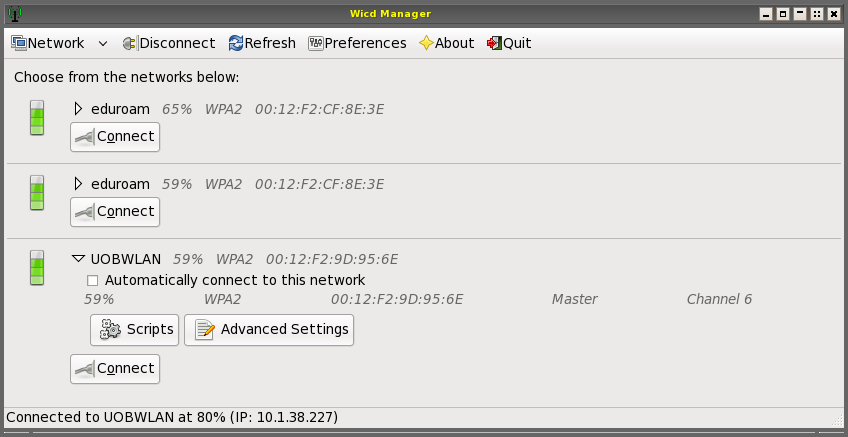 Wicd Manager
Network Disconnect Refresh Preferences About Quit
Choose from the networks below:
eduroam 65% WPA2 00:12:F2:CF:8E:3E
Connect
eduroam 59% WPA2 00:12:F2:CF:8E:3E
Connect
UOBWLAN 59% WPA2 00:12:F2:9D:95:6E
Automatically connect to this network
59% WPA2 00:12:F2:9D:95:6E Master Channel 6
Scripts Advanced Settings
Connect
Connected to UOBWLAN at 80% (IP: 10.1.38.227)